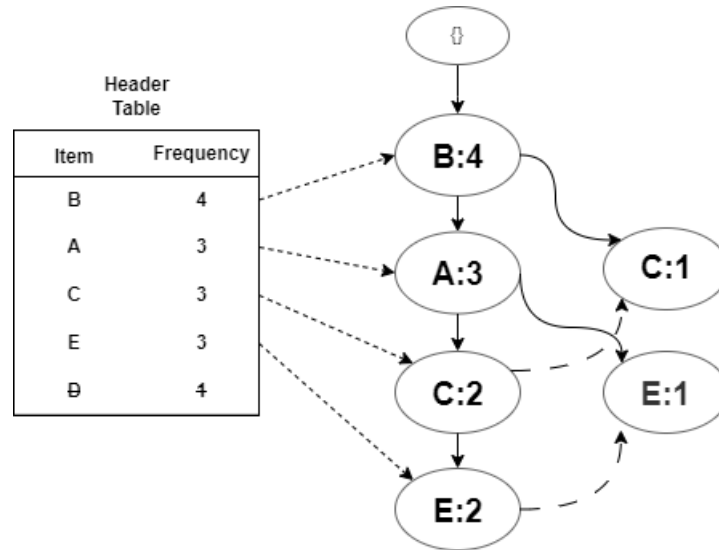 {}
Header
Table
Item Frequency
B 4
A 3
C 3
E 3
D 1
B:4
A:3
C:1
C:2
E:1
E:2